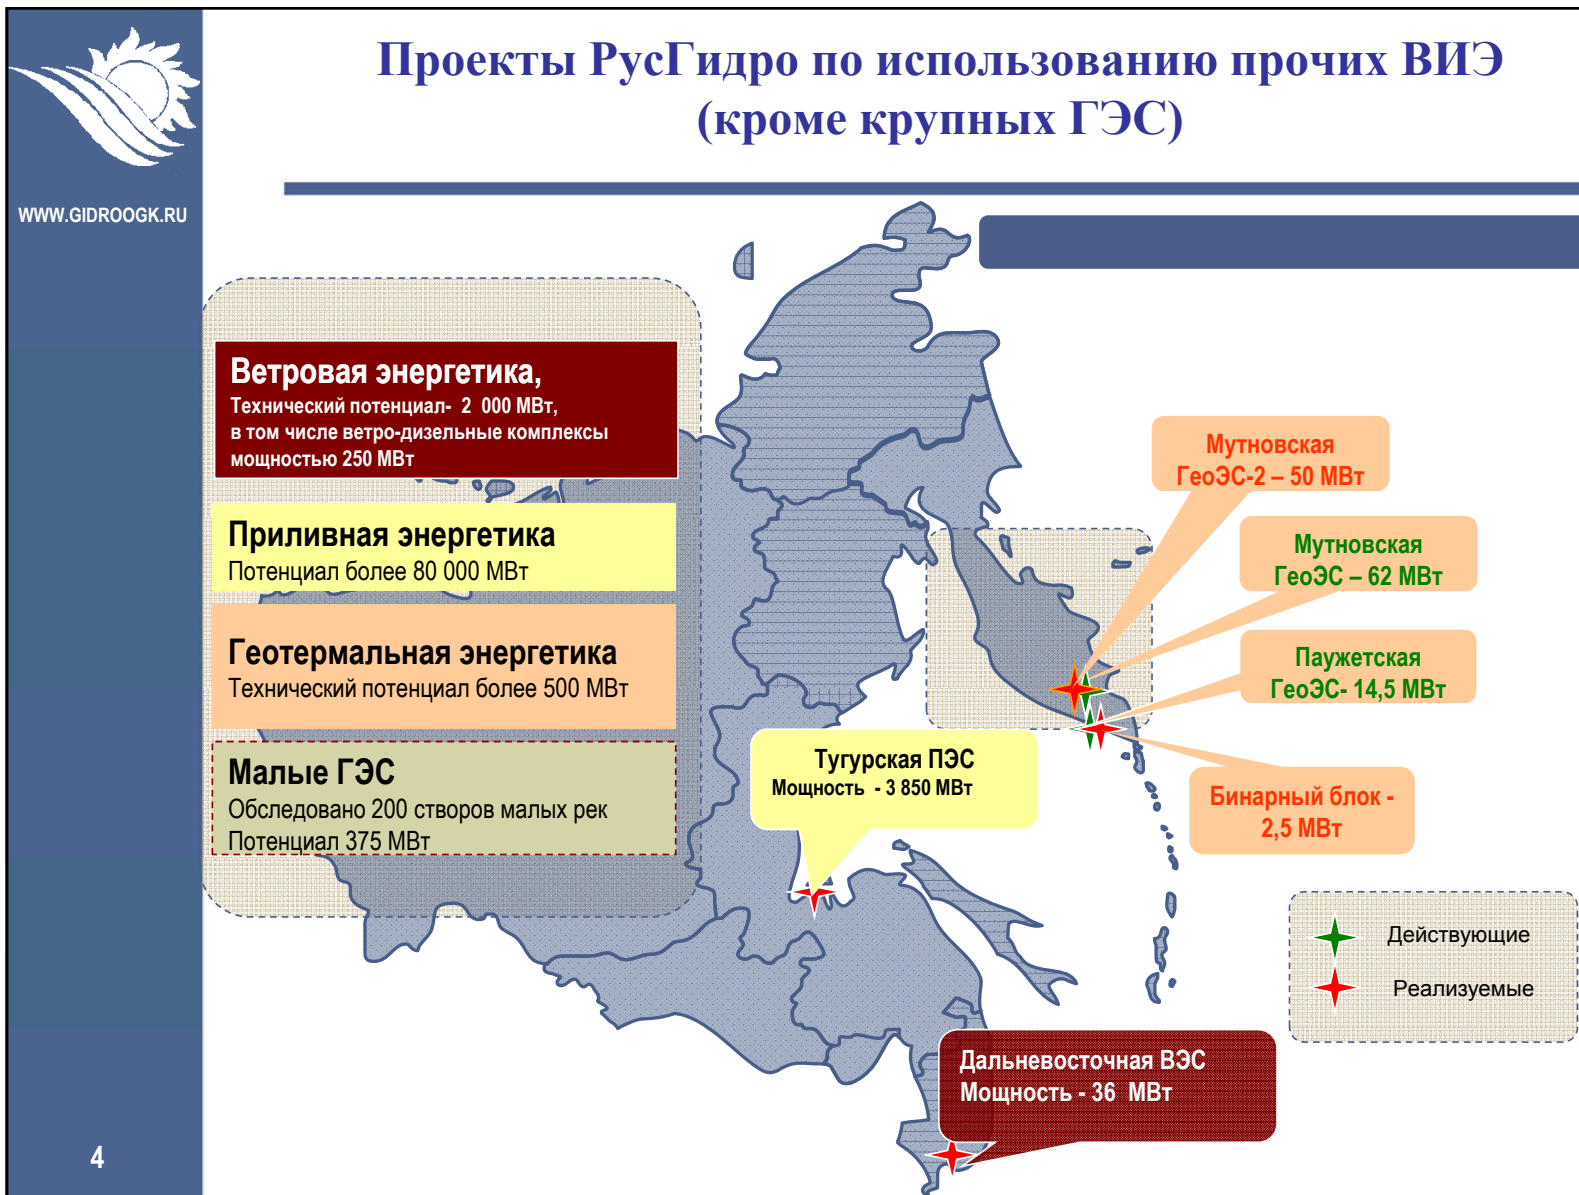 Проекты РусГидро по использованию прочих ВИЭ
(кроме крупных ГЭС)
WWW.GIDROOGK.RU
Ветровая энергетика,
Технический потенциал- 2 000 МВт,
в том числе ветро-дизельные комплексы
мощностью 250 МВт
Приливная энергетика
Потенциал более 80 000 МВт
Геотермальная энергетика
Технический потенциал более 500 МВт
Малые ГЭС
Обследовано 200 створов малых рек
Потенциал 375 МВт
Мутновская
ГеоЭС-2 – 50 МВт
Мутновская
ГеоЭС – 62 МВт
Паужетская
ГеоЭС- 14,5 МВт
Бинарный блок -
2,5 МВт
Тугурская ПЭС
Мощность - 3 850 МВт
Действующие
Реализуемые
Дальневосточная ВЭС
Мощность - 36 МВт
4